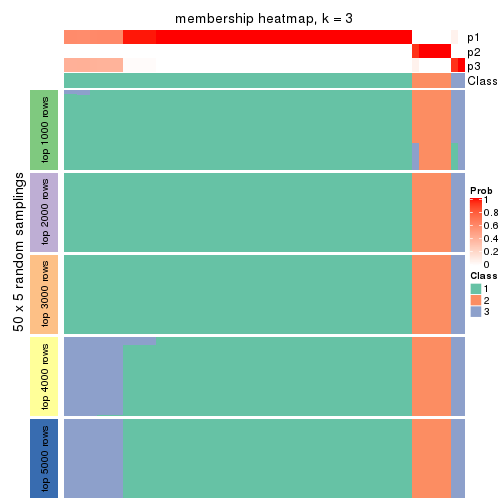 membership heatmap, k = 3
p1
p2
p3
Class
50 x 5 random samplings
top 1000 rows
top 2000 rows
top 3000 rows
top 4000 rows
top 5000 rows
Prob
1
0.8
0.6
0.4
0.2
0
Class
1
2
3